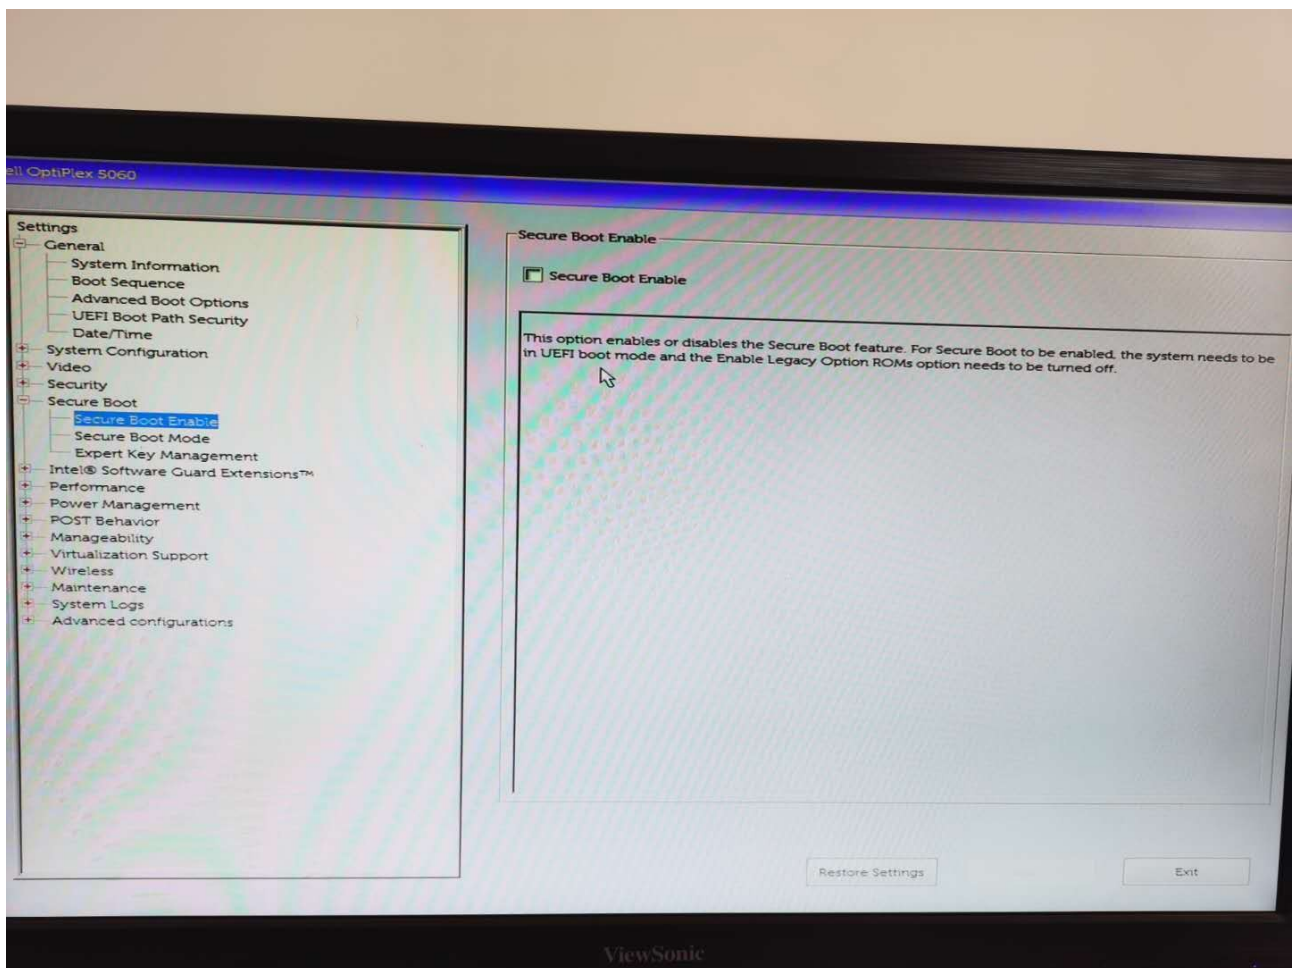 ell OptiPlex 5060
Settings
General
System Information
Boot Sequence
Advanced Boot Options
UEFI Boot Path Security
Date/Time
System Configuration
Video
Security
Secure Boot
Secure Boot Enable
Secure Boot Mode
Expert Key Management
Intel® Software Guard Extensions™
Performance
Power Management
POST Behavior
Manageability
Virtualization Support
Wireless
Maintenance
System Logs
Advanced configurations
Secure Boot Enable
Secure Boot Enable
This option enables or disables the Secure Boot feature. For Secure Boot to be enabled, the system needs to be
in UEFI boot mode and the Enable Legacy Option ROMs option needs to be turned off.
Restore Settings
Exit
ViewSonic